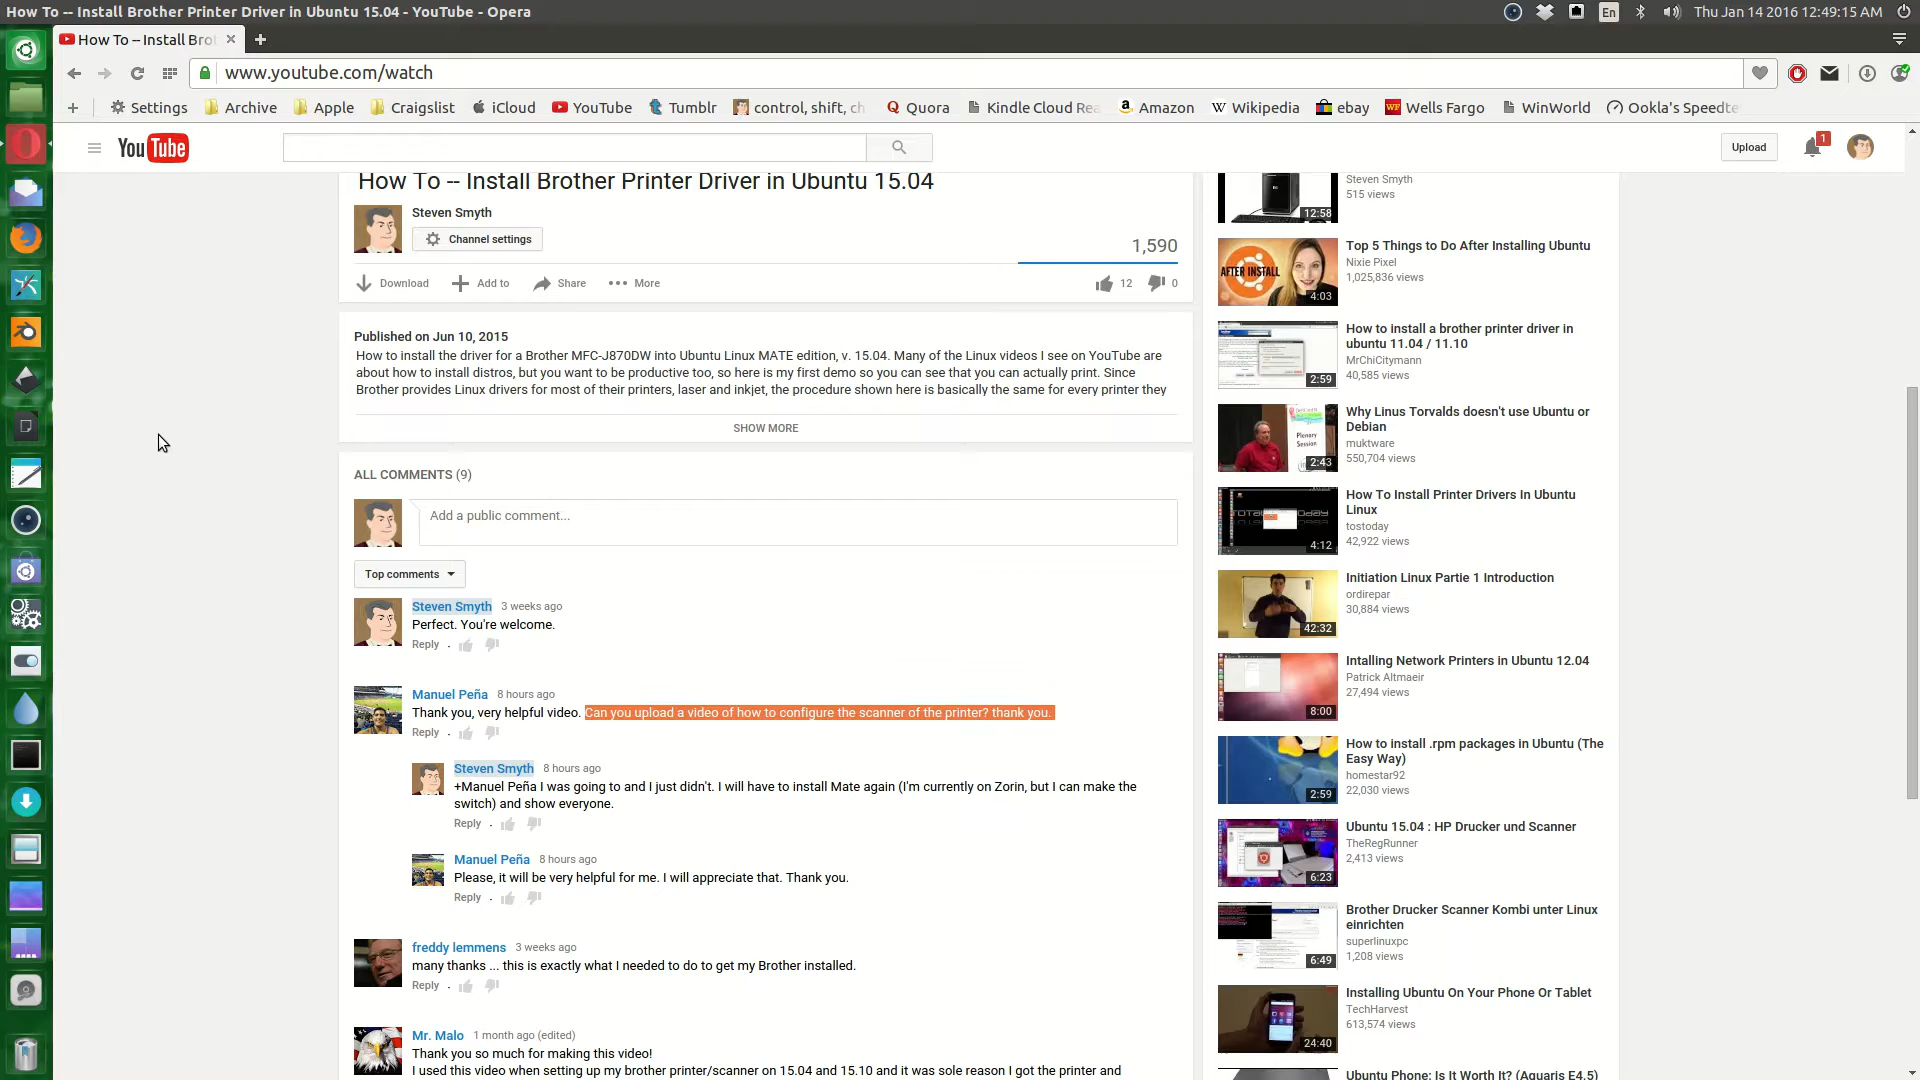 How To -- Install Brother Printer Driver in Ubuntu 15.04 - YouTube - Opera
En
Thu Jan 14 2016 12:49:15 AM
How To -- Install Bro
www.youtube.com/watch
Settings
Archive
Apple
Craigslist
iCloud
YouTube
Tumblr
control, shift, ch
Quora
Kindle Cloud Rea
Amazon
Wikipedia
ebay
Wells Fargo
WinWorld
Ookla's Speedte
YouTube
Upload
1
How To -- Install Brother Printer Driver in Ubuntu 15.04
Steven Smyth
Channel settings
1,590
Download
Add to
Share
More
12
0
Published on Jun 10, 2015
How to install the driver for a Brother MFC-J870DW into Ubuntu Linux MATE edition, v. 15.04. Many of the Linux videos I see on YouTube are
about how to install distros, but you want to be productive too, so here is my first demo so you can see that you can actually print. Since
Brother provides Linux drivers for most of their printers, laser and inkjet, the procedure shown here is basically the same for every printer they
SHOW MORE
ALL COMMENTS (9)
Add a public comment...
Top comments
Steven Smyth 3 weeks ago
Perfect. You're welcome.
Reply .
Manuel Peña 8 hours ago
Thank you, very helpful video. Can you upload a video of how to configure the scanner of the printer? thank you.
Reply .
Steven Smyth 8 hours ago
+Manuel Peña I was going to and I just didn't. I will have to install Mate again (I'm currently on Zorin, but I can make the
switch) and show everyone.
Reply .
Manuel Peña 8 hours ago
Please, it will be very helpful for me. I will appreciate that. Thank you.
Reply .
freddy lemmens 3 weeks ago
many thanks ... this is exactly what I needed to do to get my Brother installed.
Reply .
Mr. Malo 1 month ago (edited)
Thank you so much for making this video!
I used this video when setting up my brother printer/scanner on 15.04 and 15.10 and it was sole reason I got the printer and
Steven Smyth
515 views
12:58
Top 5 Things to Do After Installing Ubuntu
Nixie Pixel
1,025,836 views
AFTER INSTALL
4:03
How to install a brother printer driver in
ubuntu 11.04 / 11.10
MrChiCitymann
40,585 views
2:59
Why Linus Torvalds doesn't use Ubuntu or
Debian
muktware
550,704 views
Plenary
Session
2:43
How To Install Printer Drivers In Ubuntu
Linux
tostoday
42,922 views
4:12
Initiation Linux Partie 1 Introduction
ordirepar
30,884 views
42:32
Intalling Network Printers in Ubuntu 12.04
Patrick Altmaeir
27,494 views
8:00
How to install .rpm packages in Ubuntu (The
Easy Way)
homestar92
22,030 views
2:59
Ubuntu 15.04 : HP Drucker und Scanner
TheRegRunner
2,413 views
6:23
Brother Drucker Scanner Kombi unter Linux
einrichten
superlinuxpc
1,208 views
6:49
Installing Ubuntu On Your Phone Or Tablet
TechHarvest
613,574 views
24:40
Ubuntu Phone: Is It Worth It? (Aquaris E4.5)